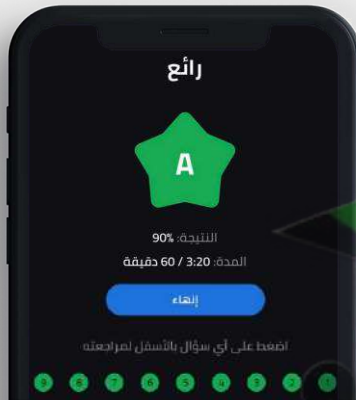 رائع
A
النتيجة: 90%
المدة: 3:20 / 60 دقيقة
إنهاء
اضغط على أي سؤال بالأسفل لمراجعته
1 2 3 4 5 6 7 8 9